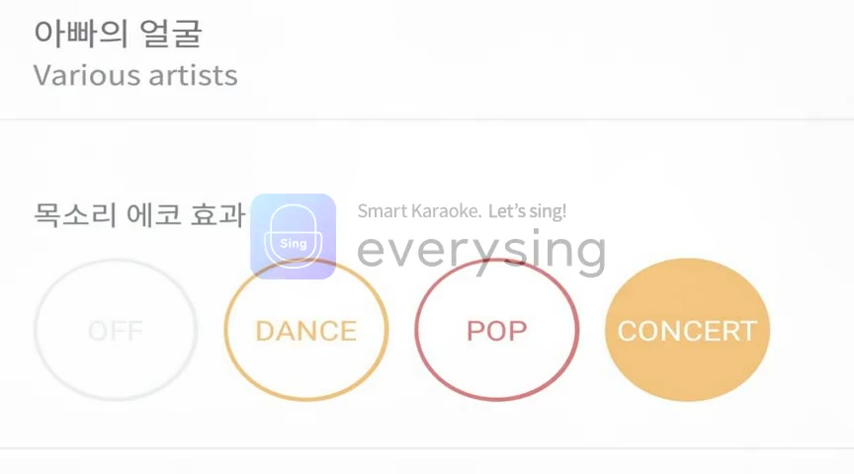 아빠의 얼굴
Various artists
목소리 에코 효과
Sing
Smart Karaoke. Let's sing!
everysing
OFF
DANCE
POP
CONCERT